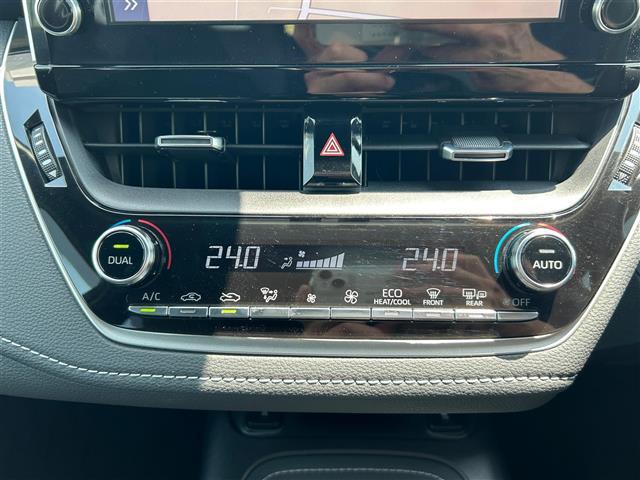 DUAL
24.0
24.0
AUTO
A/C
ECO
HEAT/COOL
FRONT
REAR
OFF